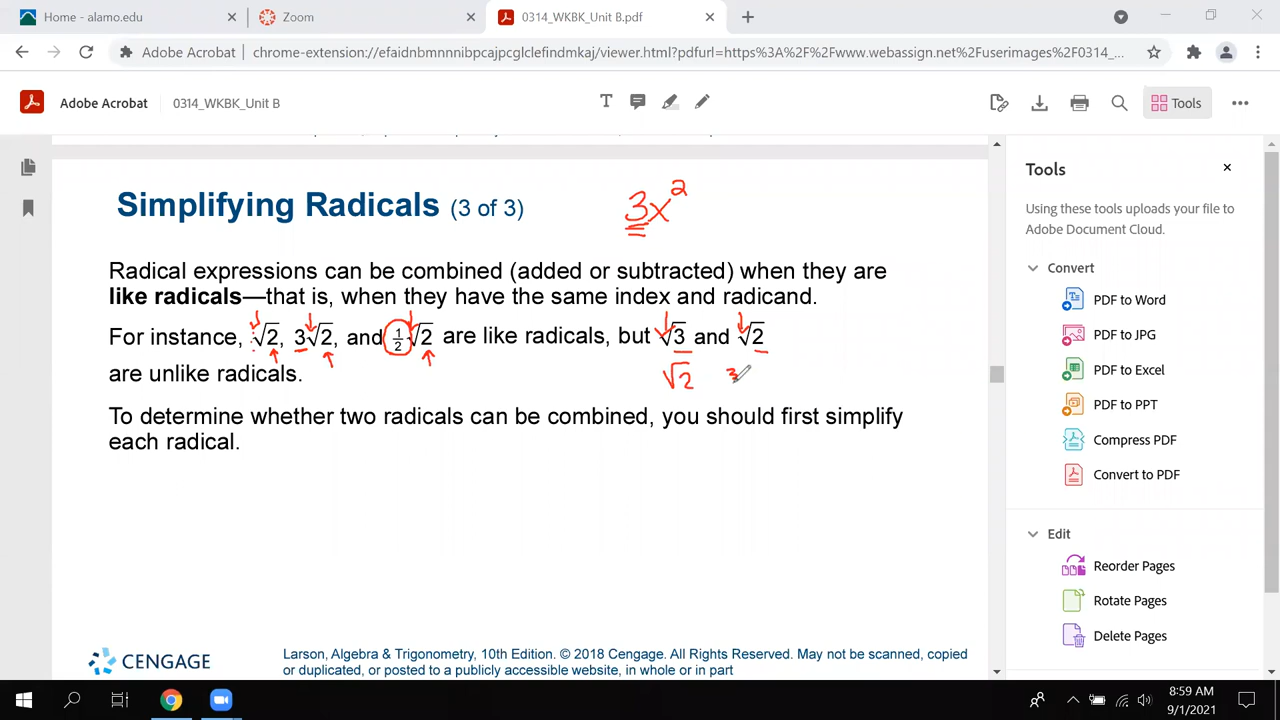 Home - alamo.edu
Zoom
0314_WKBK_Unit B.pdf
Adobe Acrobat
chrome-extension://efaidnbmnnnibpcajpcglclefindmkaj/viewer.html?pdfurl=https%3A%2F%2Fwww.webassign.net%2Fuserimages%2F0314_...
Adobe Acrobat
0314_WKBK_Unit B
Tools
Simplifying Radicals (3 of 3)
3x²
Radical expressions can be combined (added or subtracted) when they are
like radicals—that is, when they have the same index and radicand.
For instance, √2, 3√2, and ½√2 are like radicals, but √3 and √2
√2 3
are unlike radicals.
To determine whether two radicals can be combined, you should first simplify
each radical.
CENGAGE
Larson, Algebra & Trigonometry, 10th Edition. © 2018 Cengage. All Rights Reserved. May not be scanned, copied
or duplicated, or posted to a publicly accessible website, in whole or in part
Tools
Using these tools uploads your file to
Adobe Document Cloud.
Convert
PDF to Word
PDF to JPG
PDF to Excel
PDF to PPT
Compress PDF
Convert to PDF
Edit
Reorder Pages
Rotate Pages
Delete Pages
8:59 AM
9/1/2021